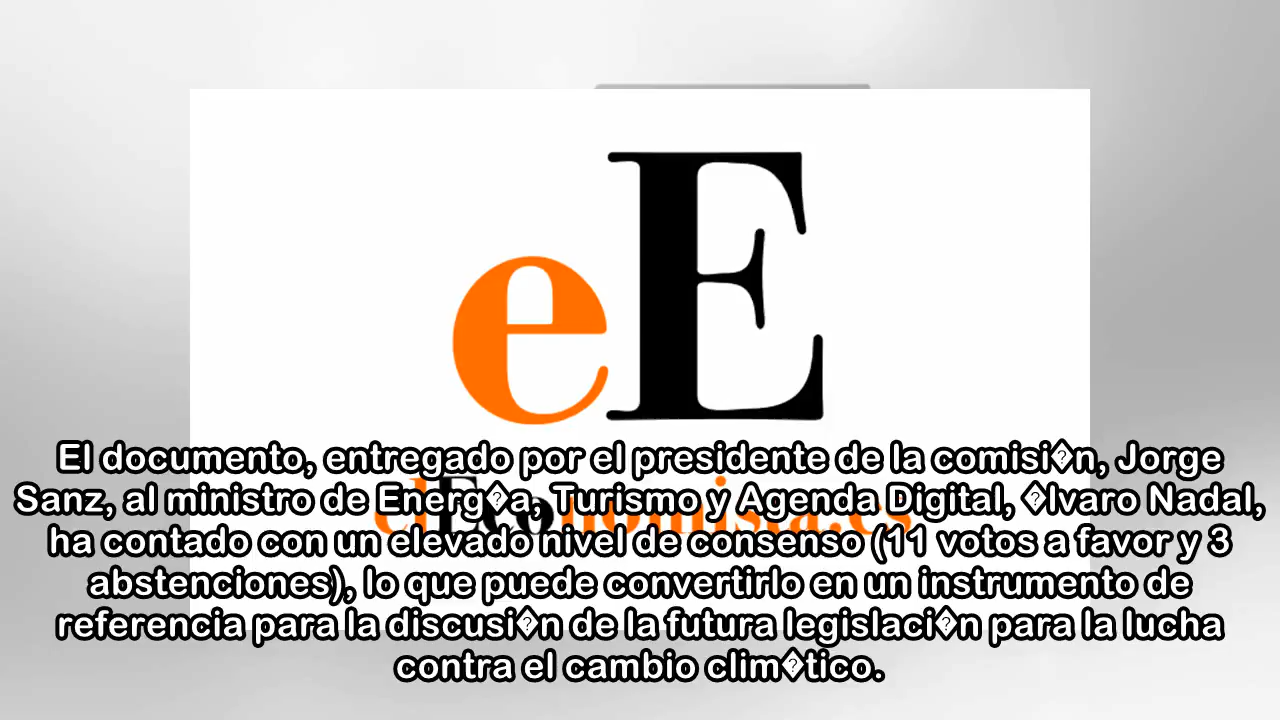 eE
elEconomista.es
El documento, entregado por el presidente de la comisi�n, Jorge
Sanz, al ministro de Energ�a, Turismo y Agenda Digital, �lvaro Nadal,
ha contado con un elevado nivel de consenso (11 votos a favor y 3
abstenciones), lo que puede convertirlo en un instrumento de
referencia para la discusi�n de la futura legislaci�n para la lucha
contra el cambio clim�tico.